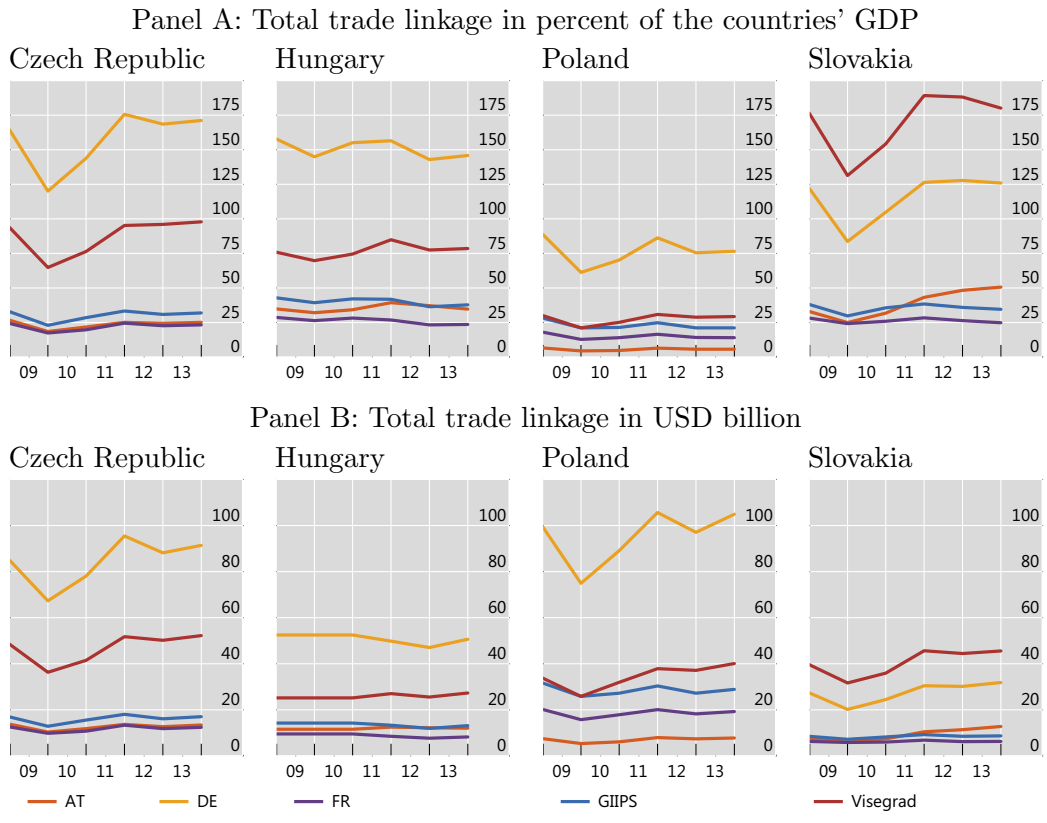 Panel A: Total trade linkage in percent of the countries' GDP
Czech Republic Hungary Poland Slovakia
175 175 175 175
150 150 150 150
125 125 125 125
100 100 100 100
75 75 75 75
50 50 50 50
25 25 25 25
0 0 0 0
09 10 11 12 13 09 10 11 12 13 09 10 11 12 13 09 10 11 12 13
Panel B: Total trade linkage in USD billion
Czech Republic Hungary Poland Slovakia
100 100 100 100
80 80 80 80
60 60 60 60
40 40 40 40
20 20 20 20
0 0 0 0
09 10 11 12 13 09 10 11 12 13 09 10 11 12 13 09 10 11 12 13
AT DE FR GIIPS Visegrad